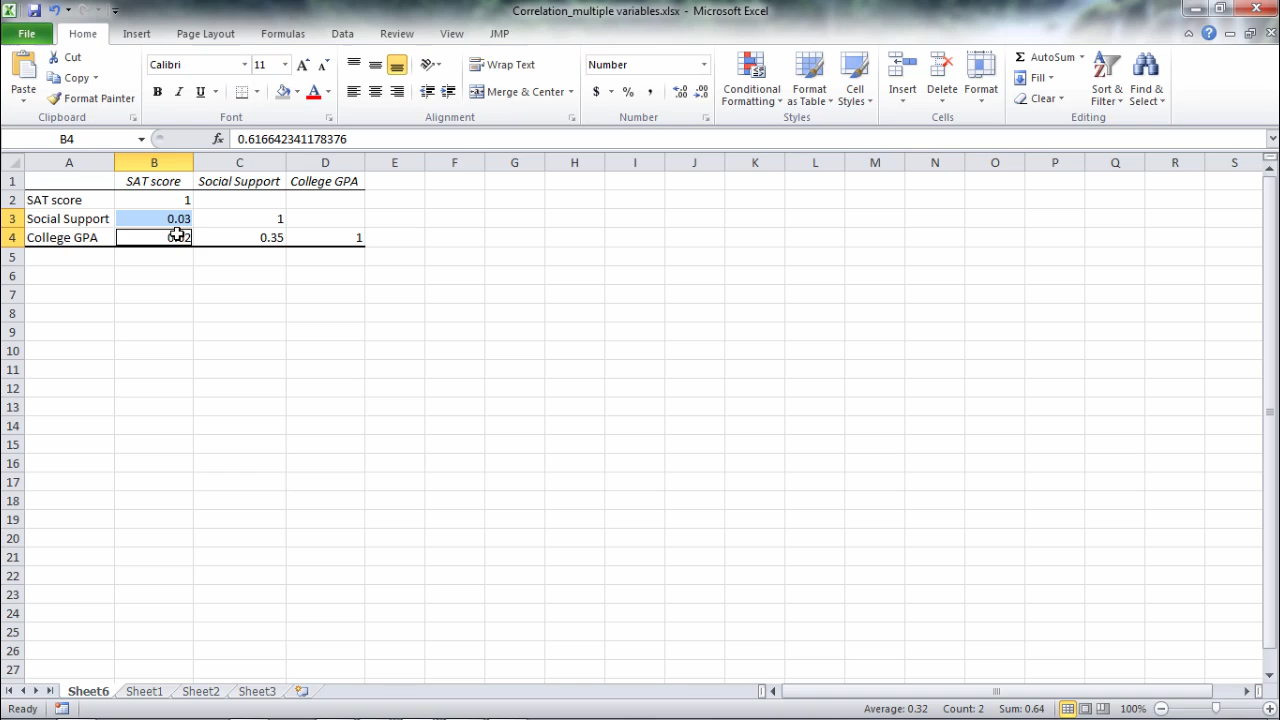 Correlation_multiple variables.xlsx - Microsoft Excel
File Home Insert Page Layout Formulas Data Review View JMP
Paste Cut Copy Format Painter
Calibri 11
B I U A
Wrap Text
Merge & Center
Number
$ % ,
Conditional Formatting Format as Table Cell Styles
Insert Delete Format
AutoSum Fill Clear
Sort & Filter Find & Select
Clipboard Font Alignment Number Styles Cells Editing
B4 fx 0.616642341178376
A B C D E F G H I J K L M N O P Q R S
1 SAT score Social Support College GPA
2 SAT score 1
3 Social Support 0.03 1
4 College GPA 0.35 1
5
6
7
8
9
10
11
12
13
14
15
16
17
18
19
20
21
22
23
24
25
26
27
Sheet6 Sheet1 Sheet2 Sheet3
Ready Average: 0.32 Count: 2 Sum: 0.64 100%